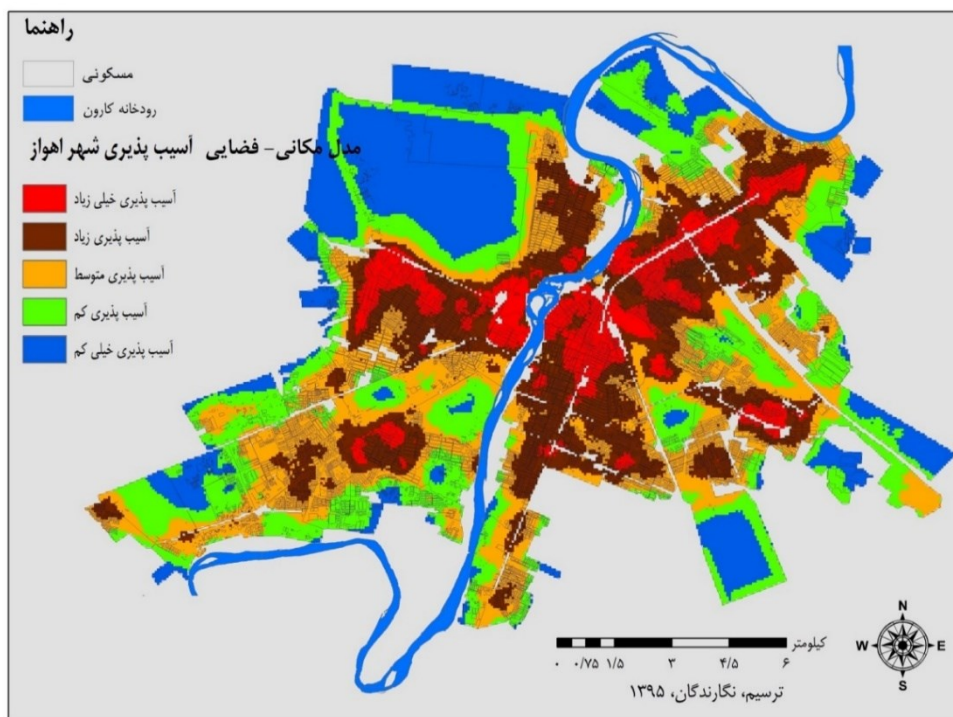 راهنما
مسکونی
رودخانه کارون
مدل مکانی- فضایی آسیب پذیری شهر اهواز
آسیب پذیری خیلی زیاد
آسیب پذیری زیاد
آسیب پذیری متوسط
آسیب پذیری کم
آسیب پذیری خیلی کم
N
W E
S
کیلومتر
۰ ۰/۷۵ ۱/۵ ۳ ۴/۵ ۶
ترسیم، نگارندگان، ۱۳۹۵